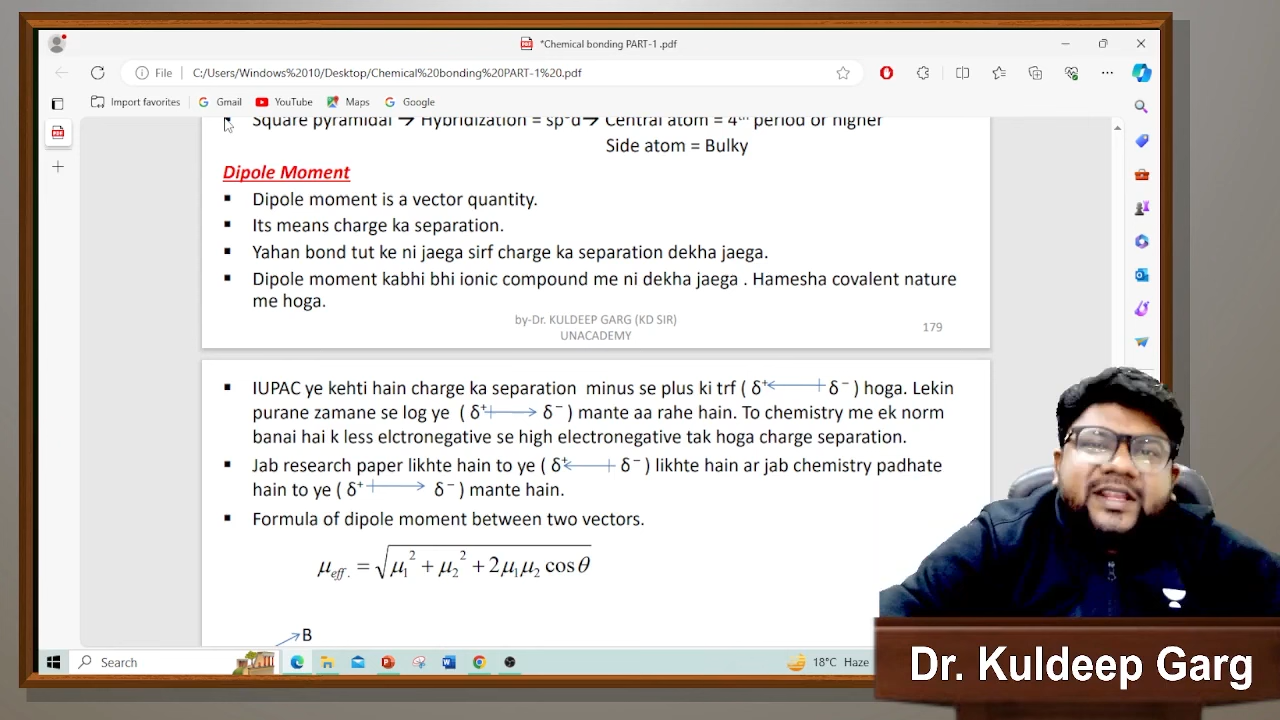 *Chemical bonding PART-1 .pdf
File | C:/Users/Windows%2010/Desktop/Chemical%20bonding%20PART-1%20.pdf
Import favorites Gmail YouTube Maps Google
Square pyramidal → Hybridization = sp³d → Central atom = 4th period or higher
Side atom = Bulky
Dipole Moment
▪ Dipole moment is a vector quantity.
▪ Its means charge ka separation.
▪ Yahan bond tut ke ni jaega sirf charge ka separation dekha jaega.
▪ Dipole moment kabhi bhi ionic compound me ni dekha jaega . Hamesha covalent nature
me hoga.
by-Dr. KULDEEP GARG (KD SIR)
UNACADEMY
179
▪ IUPAC ye kehti hain charge ka separation minus se plus ki trf ( δ⁺ ← δ⁻ ) hoga. Lekin
purane zamane se log ye ( δ⁺ → δ⁻ ) mante aa rahe hain. To chemistry me ek norm
banai hai k less elctronegative se high electronegative tak hoga charge separation.
▪ Jab research paper likhte hain to ye ( δ⁺ ← δ⁻ ) likhte hain ar jab chemistry padhate
hain to ye ( δ⁺ → δ⁻ ) mante hain.
▪ Formula of dipole moment between two vectors.
μeff. = √μ₁² + μ₂² + 2μ₁μ₂ cosθ
B
Search
18°C Haze
Dr. Kuldeep Garg